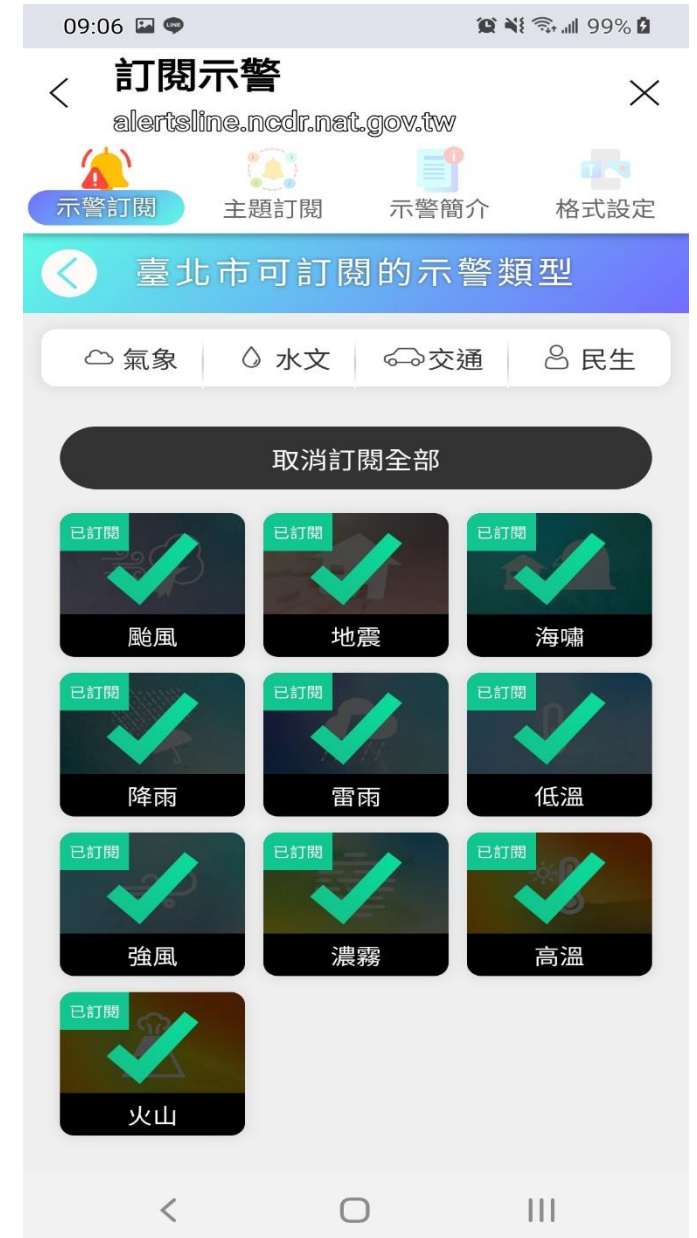 09:06 LINE 99%
訂閱示警
alertsline.ncdr.nat.gov.tw
示警訂閱 主題訂閱 示警簡介 格式設定
臺北市可訂閱的示警類型
氣象 水文 交通 民生
取消訂閱全部
已訂閱 已訂閱 已訂閱
颱風 地震 海嘯
已訂閱 已訂閱 已訂閱
降雨 雷雨 低溫
已訂閱 已訂閱 已訂閱
強風 濃霧 高溫
已訂閱
火山